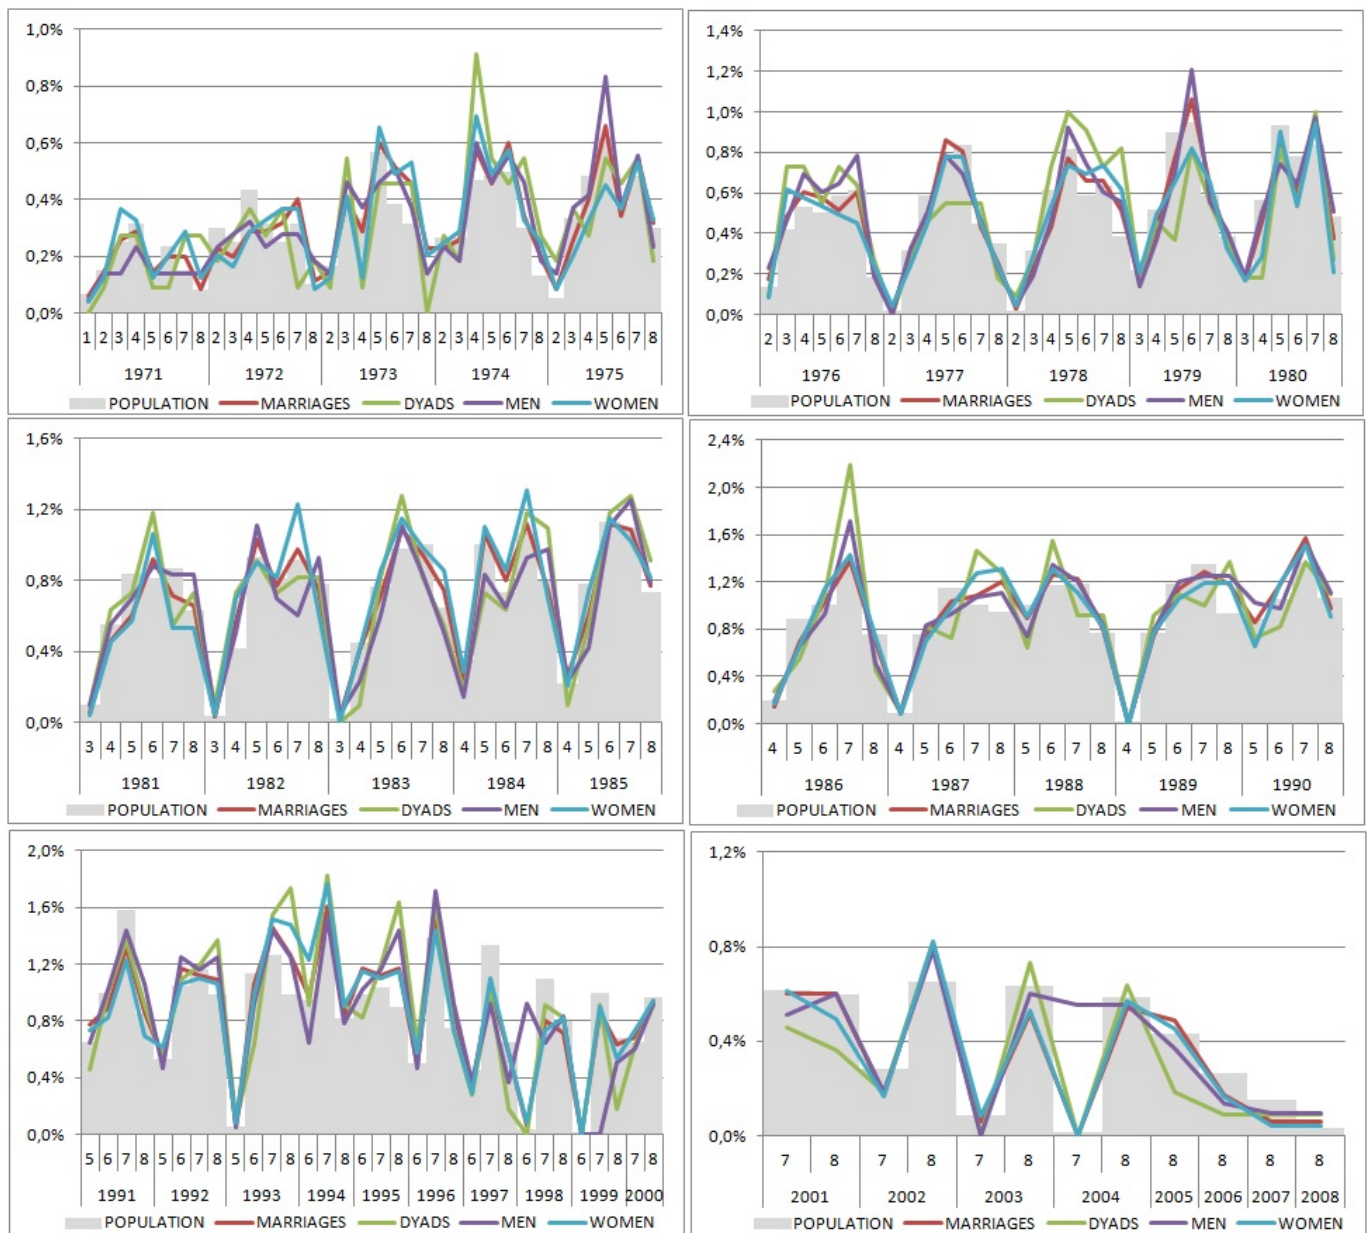 1,0%
0,8%
0,6%
0,4%
0,2%
0,0%
1 2 3 4 5 6 7 8 2 3 4 5 6 7 8 2 3 4 5 6 7 8 2 3 4 5 6 7 8 2 3 4 5 6 7 8
1971 1972 1973 1974 1975
POPULATION MARRIAGES DYADS MEN WOMEN
1,4%
1,2%
1,0%
0,8%
0,6%
0,4%
0,2%
0,0%
2 3 4 5 6 7 8 2 3 4 5 6 7 8 2 3 4 5 6 7 8 3 4 5 6 7 8 3 4 5 6 7 8
1976 1977 1978 1979 1980
POPULATION MARRIAGES DYADS MEN WOMEN
1,6%
1,2%
0,8%
0,4%
0,0%
3 4 5 6 7 8 3 4 5 6 7 8 3 4 5 6 7 8 4 5 6 7 8 4 5 6 7 8
1981 1982 1983 1984 1985
POPULATION MARRIAGES DYADS MEN WOMEN
2,4%
2,0%
1,6%
1,2%
0,8%
0,4%
0,0%
4 5 6 7 8 4 5 6 7 8 5 6 7 8 4 5 6 7 8 5 6 7 8
1986 1987 1988 1989 1990
POPULATION MARRIAGES DYADS MEN WOMEN
2,0%
1,6%
1,2%
0,8%
0,4%
0,0%
5 6 7 8 5 6 7 8 5 6 7 8 6 7 8 5 6 7 8 6 7 8 6 7 8 6 7 8 6 7 8 7 8
1991 1992 1993 1994 1995 1996 1997 1998 1999 2000
POPULATION MARRIAGES DYADS MEN WOMEN
1,2%
0,8%
0,4%
0,0%
7 8 7 8 7 8 7 8 8 8 8 8
2001 2002 2003 2004 2005 2006 2007 2008
POPULATION MARRIAGES DYADS MEN WOMEN